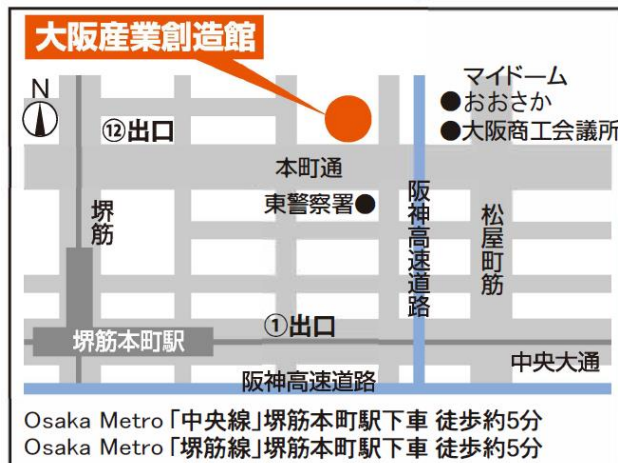 大阪産業創造館
N
マイドーム
●おおさか
●大阪商工会議所
⑫出口
本町通
東警察署●
堺筋
阪神高速道路
松屋町筋
①出口
堺筋本町駅
中央大通
阪神高速道路
Osaka Metro「中央線」堺筋本町駅下車 徒歩約5分
Osaka Metro「堺筋線」堺筋本町駅下車 徒歩約5分